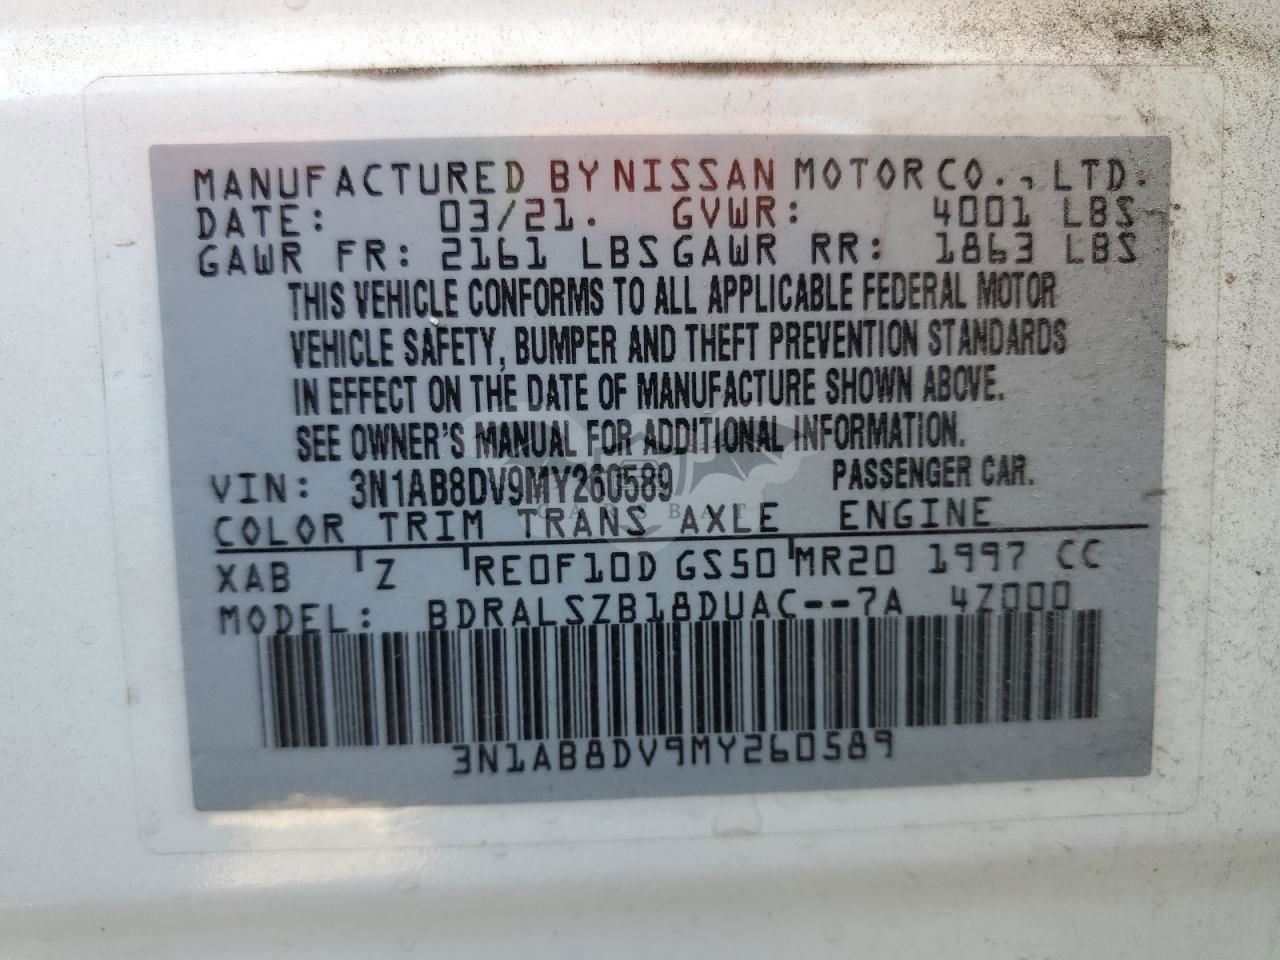 MANUFACTURED BY NISSAN MOTOR CO., LTD.
DATE: 03/21. GVWR: 4001 LBS
GAWR FR: 2161 LBS GAWR RR: 1863 LBS
THIS VEHICLE CONFORMS TO ALL APPLICABLE FEDERAL MOTOR
VEHICLE SAFETY, BUMPER AND THEFT PREVENTION STANDARDS
IN EFFECT ON THE DATE OF MANUFACTURE SHOWN ABOVE.
SEE OWNER'S MANUAL FOR ADDITIONAL INFORMATION.
VIN: 3N1AB8DV9MY260589 PASSENGER CAR.
CARSBAT
COLOR TRIM TRANS AXLE ENGINE
XAB Z RE0F10D GS50 MR20 1997 CC
MODEL: BDRALSZB18DUAC--7A 4Z000
3N1AB8DV9MY260589